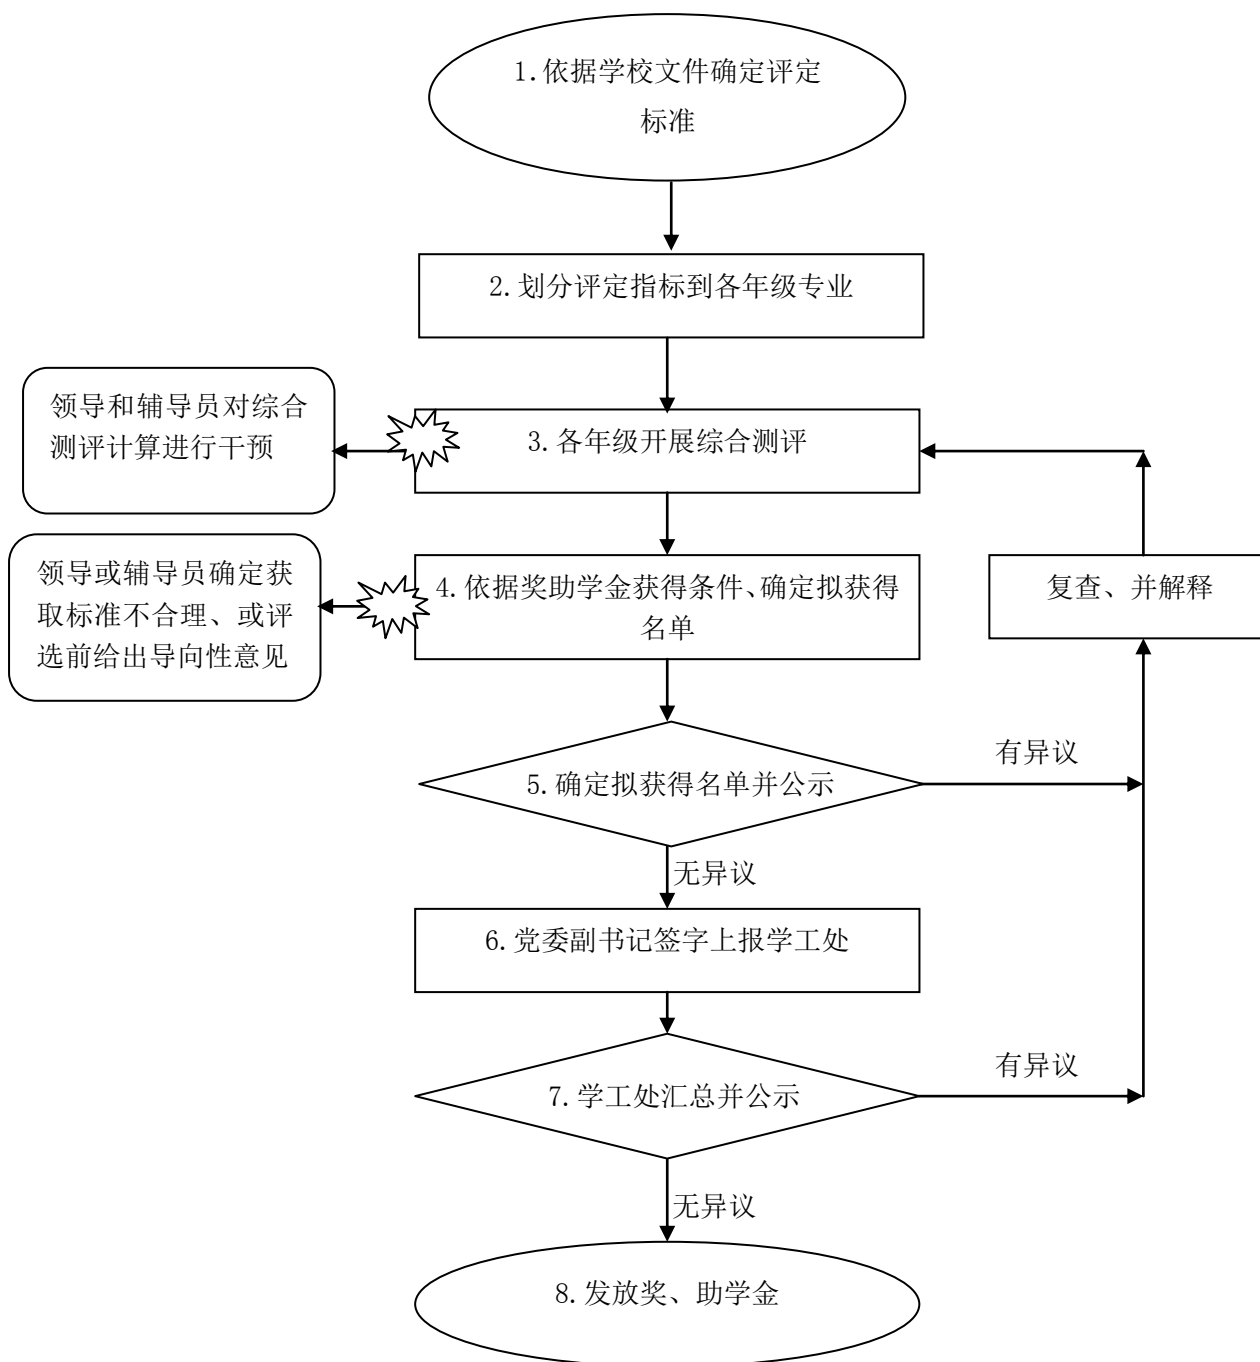 1.依据学校文件确定评定
标准
2.划分评定指标到各年级专业
领导和辅导员对综合
测评计算进行干预
3.各年级开展综合测评
领导或辅导员确定获
取标准不合理、或评
选前给出导向性意见
4.依据奖助学金获得条件、确定拟获得
名单
复查、并解释
5.确定拟获得名单并公示
有异议
无异议
6.党委副书记签字上报学工处
7.学工处汇总并公示
有异议
无异议
8.发放奖、助学金